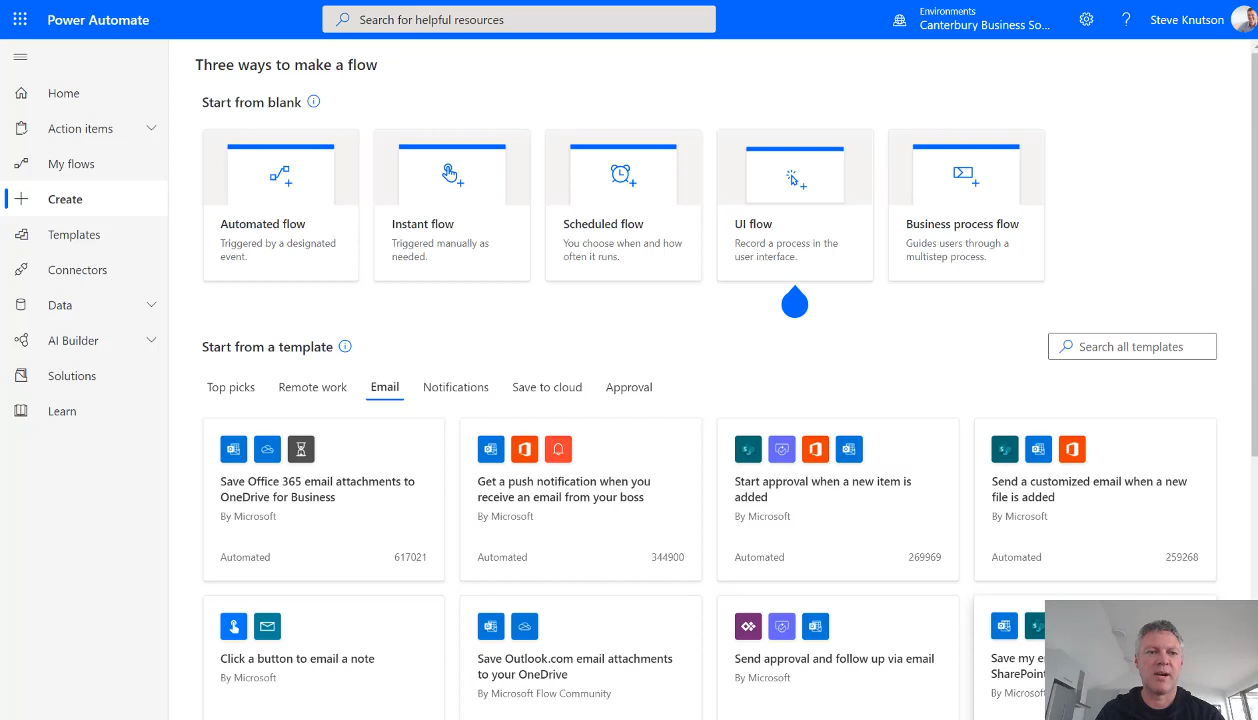 Power Automate
Search for helpful resources
Environments
Canterbury Business So...
?
Steve Knutson
Home
Action items
My flows
Create
Templates
Connectors
Data
AI Builder
Solutions
Learn
Three ways to make a flow
Start from blank
Automated flow
Triggered by a designated
event.
Instant flow
Triggered manually as
needed.
Scheduled flow
You choose when and how
often it runs.
UI flow
Record a process in the
user interface.
Business process flow
Guides users through a
multistep process.
Start from a template
Search all templates
Top picks
Remote work
Email
Notifications
Save to cloud
Approval
Save Office 365 email attachments to
OneDrive for Business
By Microsoft
Automated
617021
Get a push notification when you
receive an email from your boss
By Microsoft
Automated
344900
Start approval when a new item is
added
By Microsoft
Automated
269969
Send a customized email when a new
file is added
By Microsoft
Automated
259268
Click a button to email a note
By Microsoft
Save Outlook.com email attachments
to your OneDrive
By Microsoft Flow Community
Send approval and follow up via email
By Microsoft
Save my e
SharePoint
By Microsoft